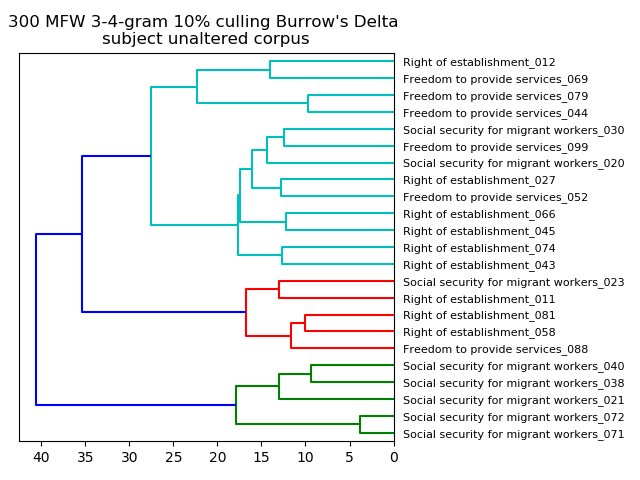 300 MFW 3-4-gram 10% culling Burrow's Delta
subject unaltered corpus
Right of establishment_012
Freedom to provide services_069
Freedom to provide services_079
Freedom to provide services_044
Social security for migrant workers_030
Freedom to provide services_099
Social security for migrant workers_020
Right of establishment_027
Freedom to provide services_052
Right of establishment_066
Right of establishment_045
Right of establishment_074
Right of establishment_043
Social security for migrant workers_023
Right of establishment_011
Right of establishment_081
Right of establishment_058
Freedom to provide services_088
Social security for migrant workers_040
Social security for migrant workers_038
Social security for migrant workers_021
Social security for migrant workers_072
Social security for migrant workers_071
40 35 30 25 20 15 10 5 0